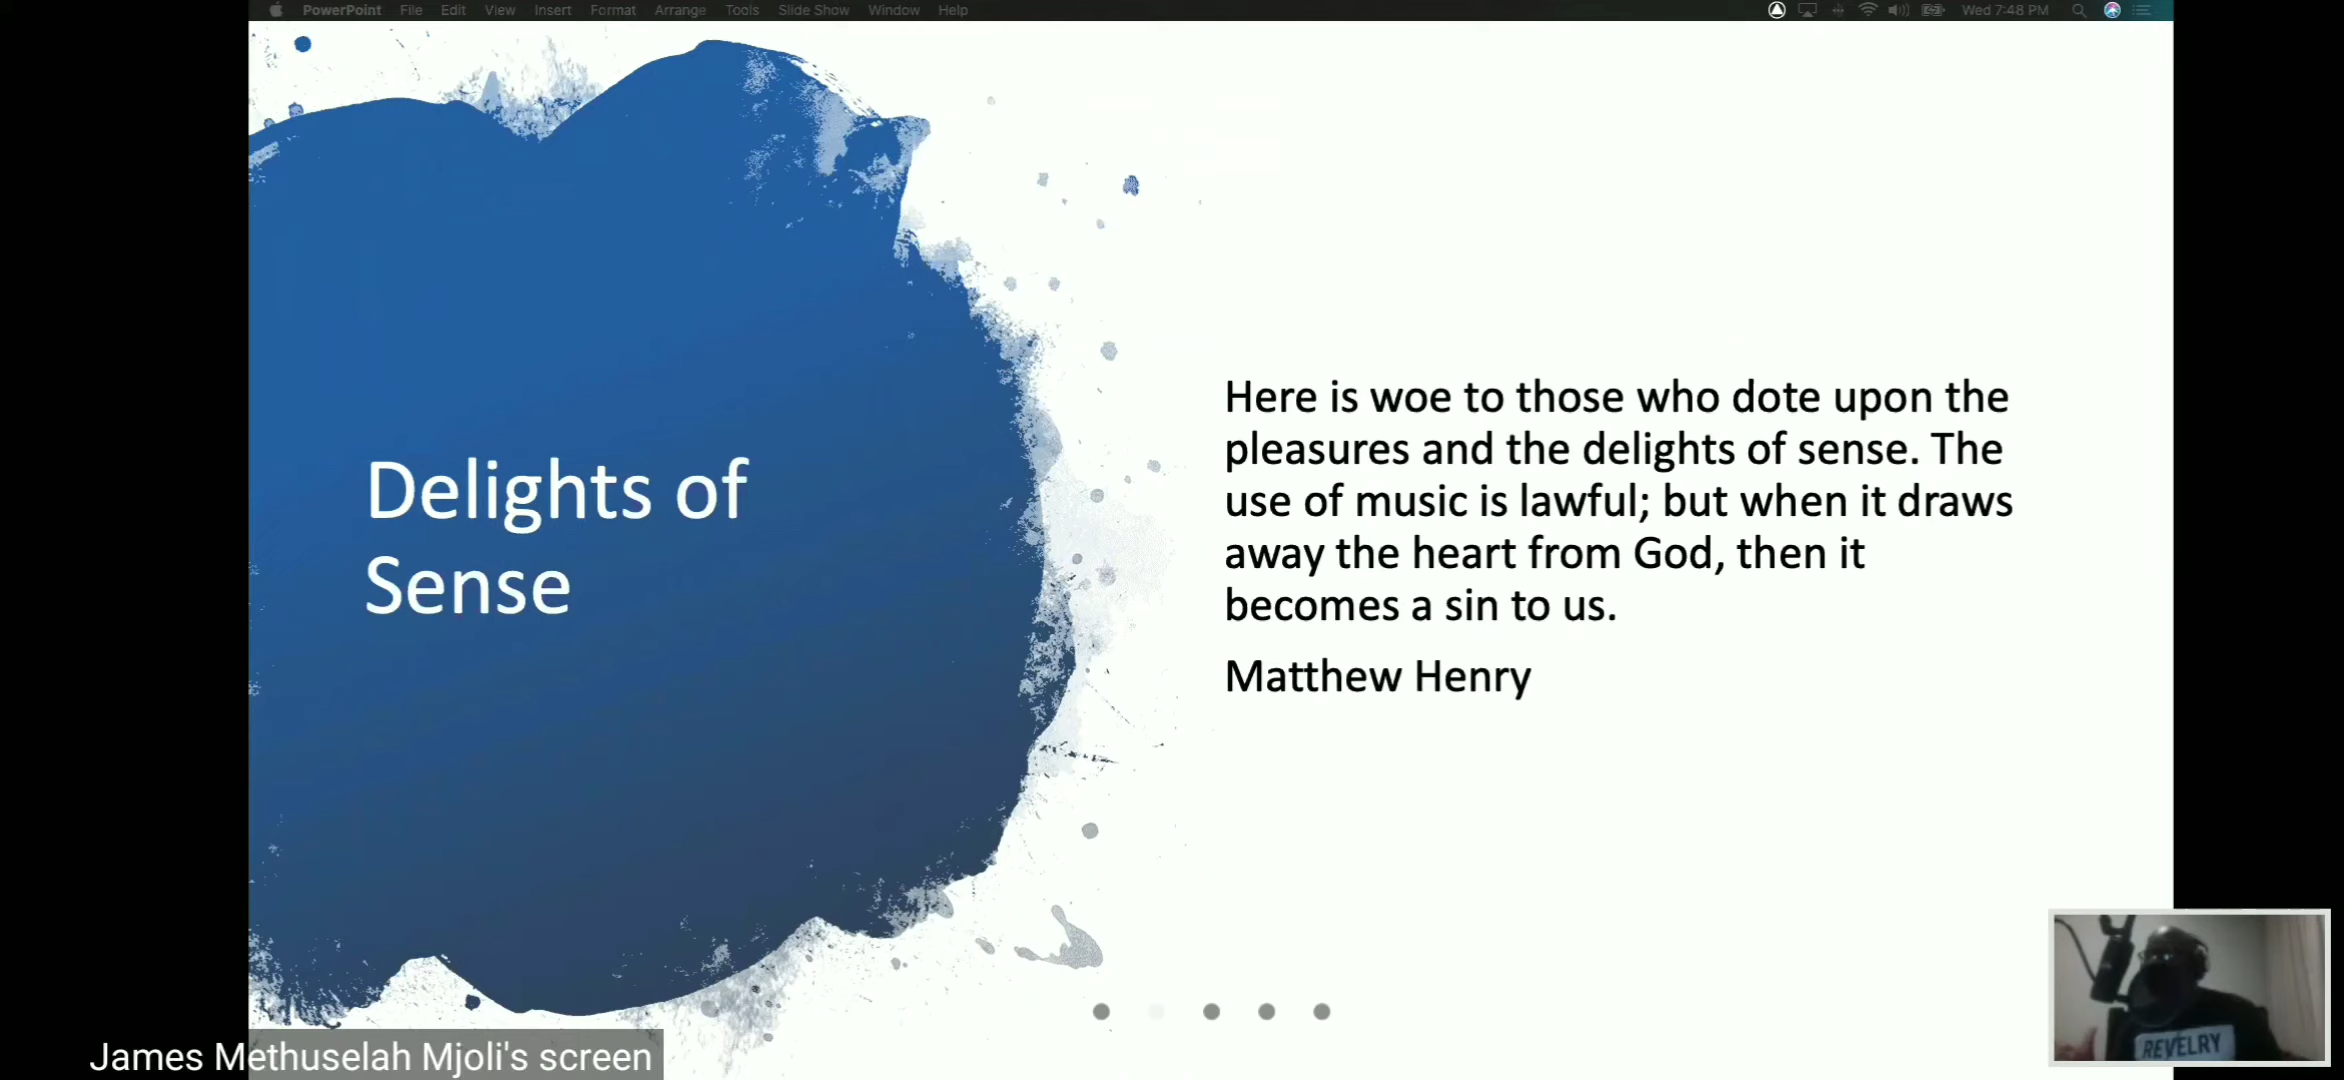 PowerPoint File Edit View Insert Format Arrange Tools Slide Show Window Help Wed 7:48 PM
Delights of
Sense
Here is woe to those who dote upon the
pleasures and the delights of sense. The
use of music is lawful; but when it draws
away the heart from God, then it
becomes a sin to us.
Matthew Henry
REVELRY
James Methuselah Mjoli's screen